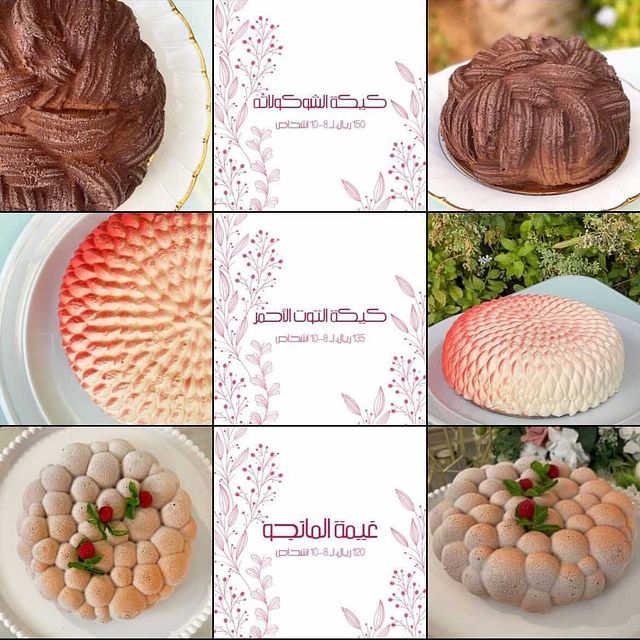 كيكة الشوكولاته
150 ريال لـ 8-10 اشخاص
كيكة التوت الأحمر
135 ريال لـ 8-10 اشخاص
غيمة المانجو
120 ريال لـ 8-10 اشخاص